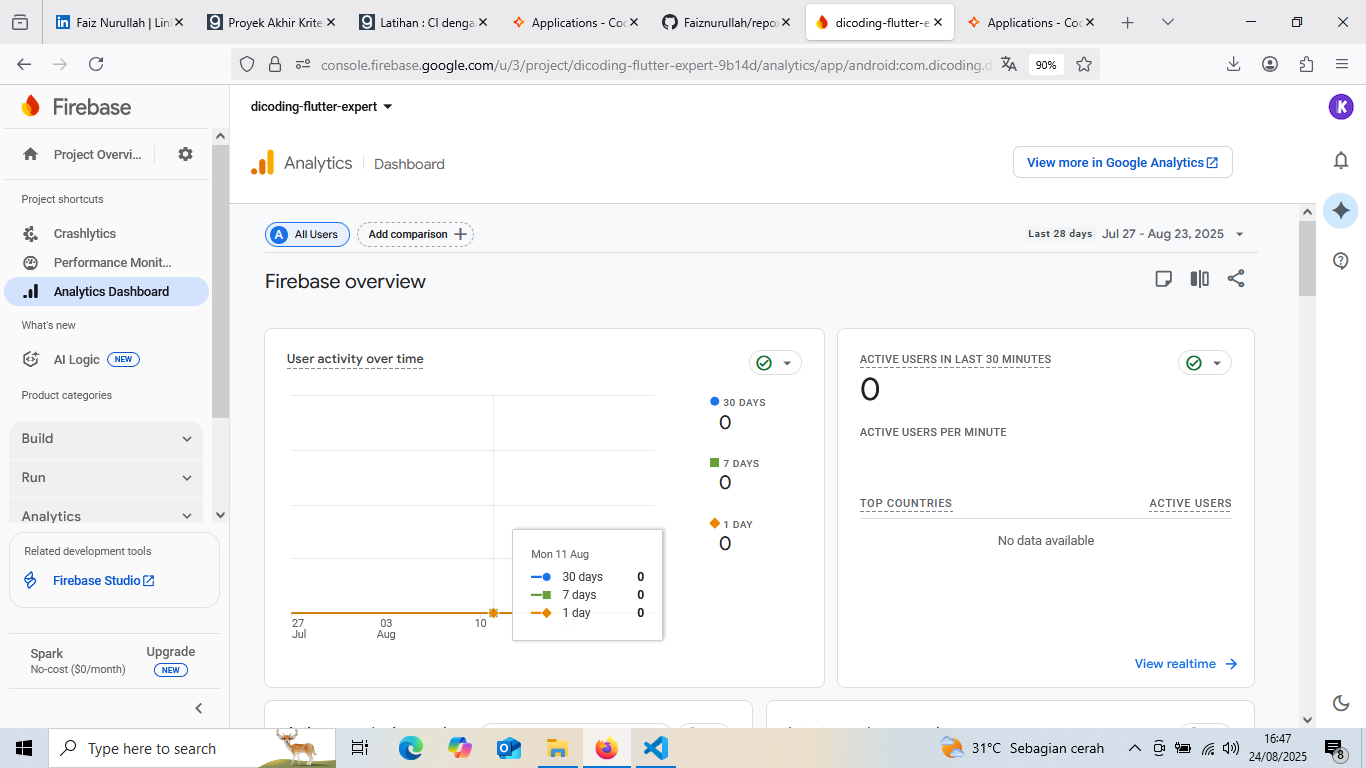 Faiz Nurullah | Lin
Proyek Akhir Krite
Latihan : CI denga
Applications - Co
Faiznurullah/repo
dicoding-flutter-e
Applications - Co
console.firebase.google.com/u/3/project/dicoding-flutter-expert-9b14d/analytics/app/android:com.dicoding.d
90%
Firebase
dicoding-flutter-expert
K
Project Overvi...
Analytics
Dashboard
View more in Google Analytics
Project shortcuts
Crashlytics
Performance Monit...
Analytics Dashboard
What's new
AI Logic NEW
Product categories
Build
Run
Analytics
Related development tools
Firebase Studio
Spark
No-cost ($0/month)
Upgrade
NEW
A All Users
Add comparison
Last 28 days Jul 27 - Aug 23, 2025
Firebase overview
User activity over time
30 DAYS
0
7 DAYS
0
1 DAY
0
Mon 11 Aug
30 days 0
7 days 0
1 day 0
27 Jul
03 Aug
10
ACTIVE USERS IN LAST 30 MINUTES
0
ACTIVE USERS PER MINUTE
TOP COUNTRIES ACTIVE USERS
No data available
View realtime
Type here to search
31°C Sebagian cerah
16:47
24/08/2025
8